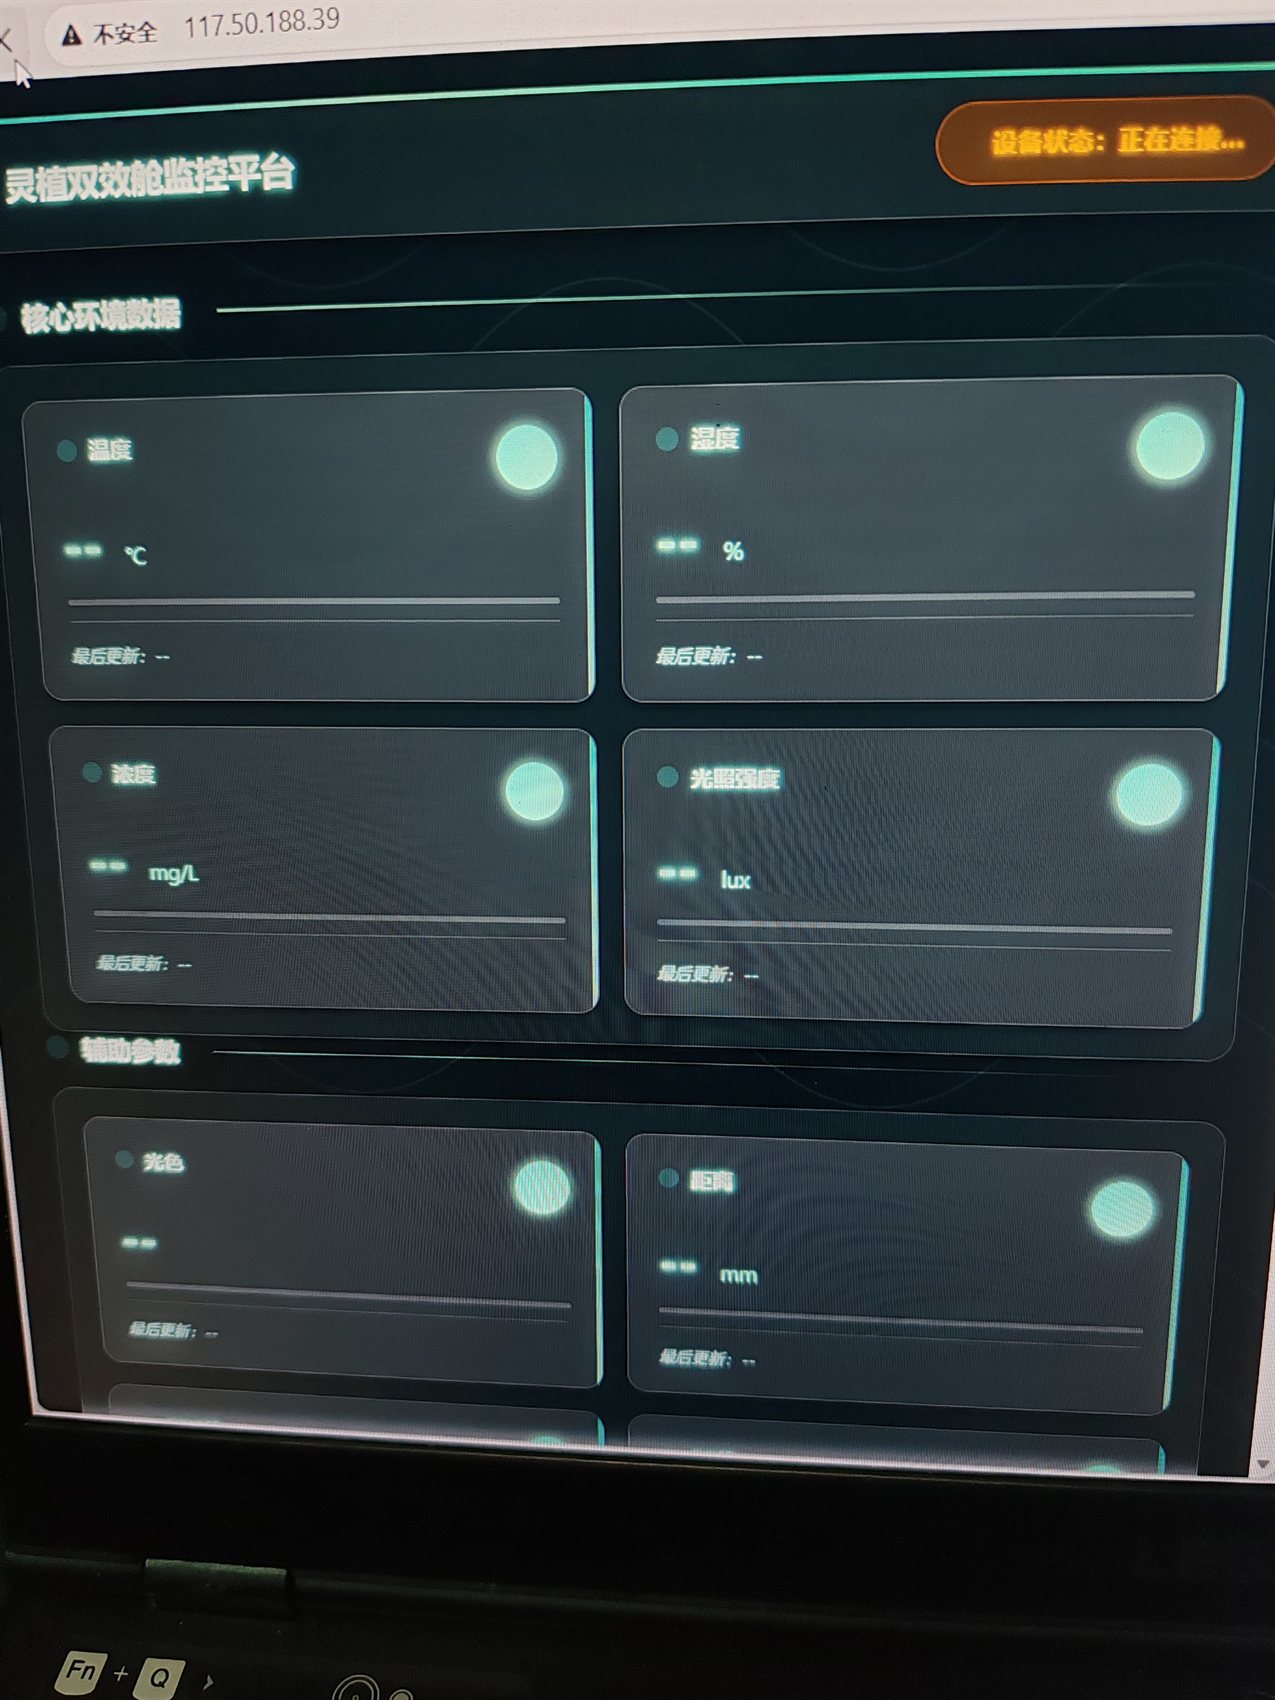 不安全 117.50.188.39
灵植双效舱监控平台
设备状态：正在连接...
核心环境数据
温度
-- ℃
最后更新：--
湿度
-- %
最后更新：--
浓度
-- mg/L
最后更新：--
光照强度
-- lux
最后更新：--
辅助参数
光色
--
最后更新：--
距离
-- mm
最后更新：--
Fn + Q